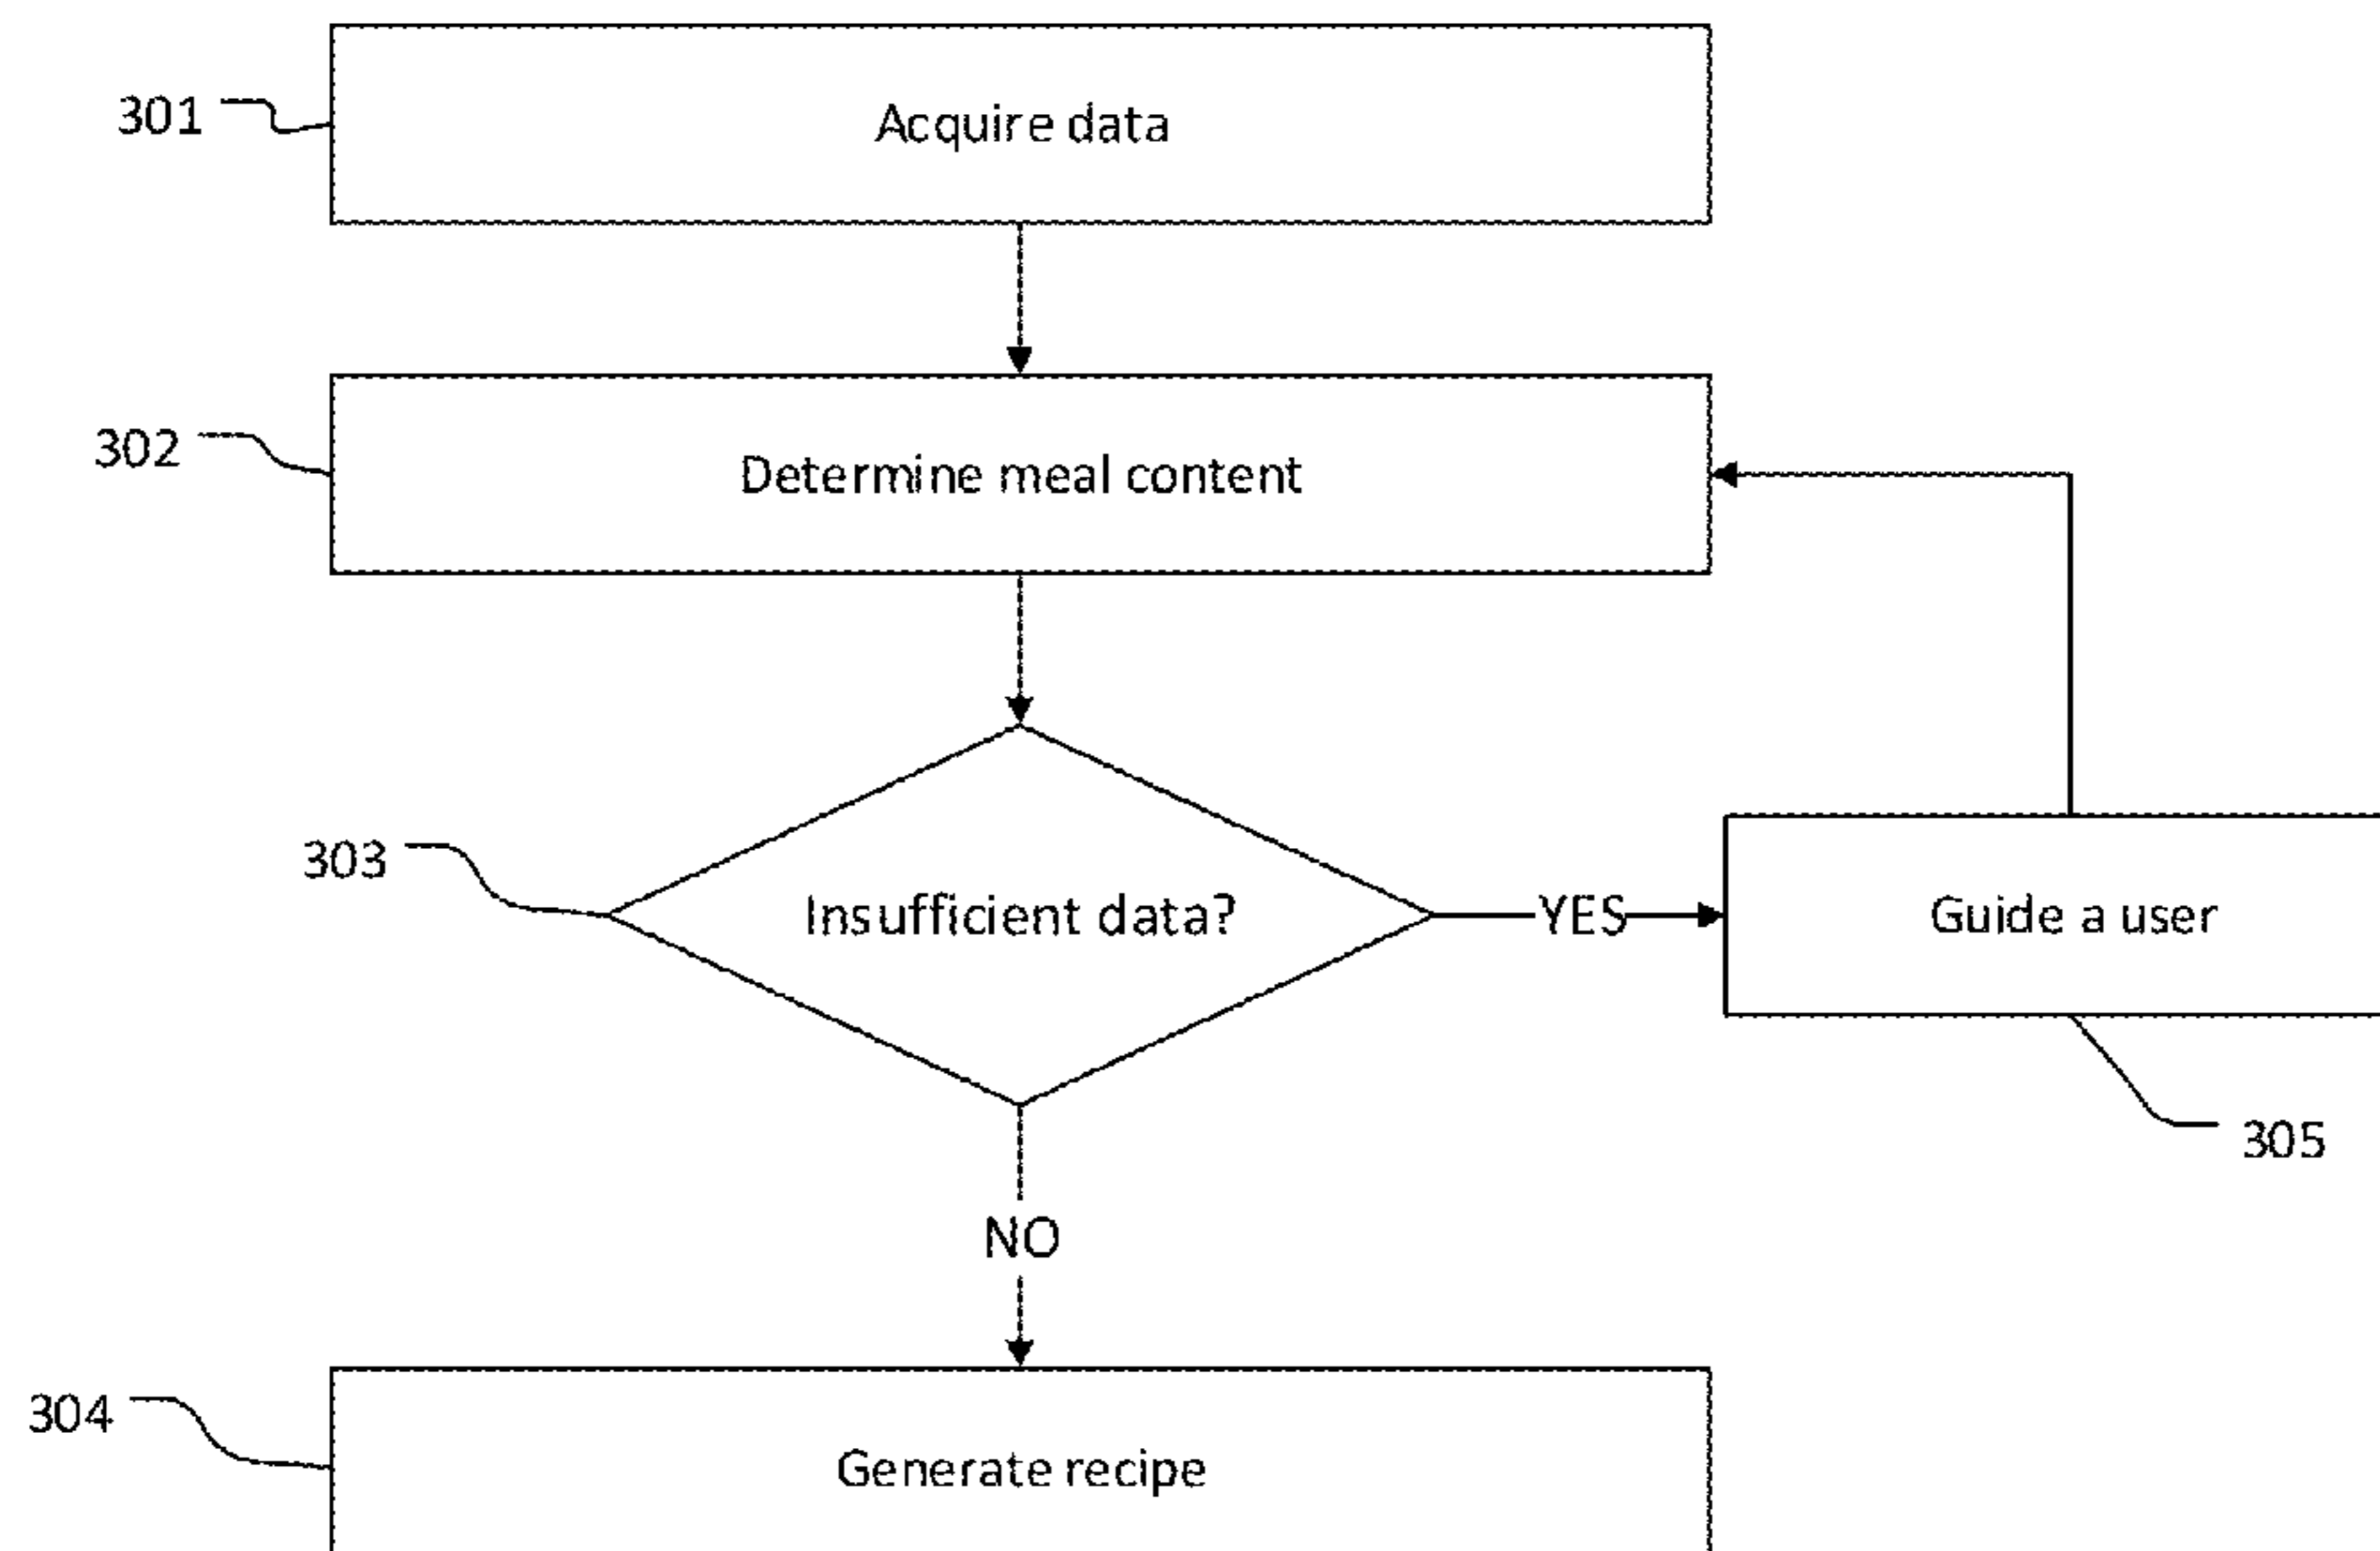 301
Acquire data
302
Determine meal content
303
Insufficient data?
YES
Guide a user
305
NO
304
Generate recipe